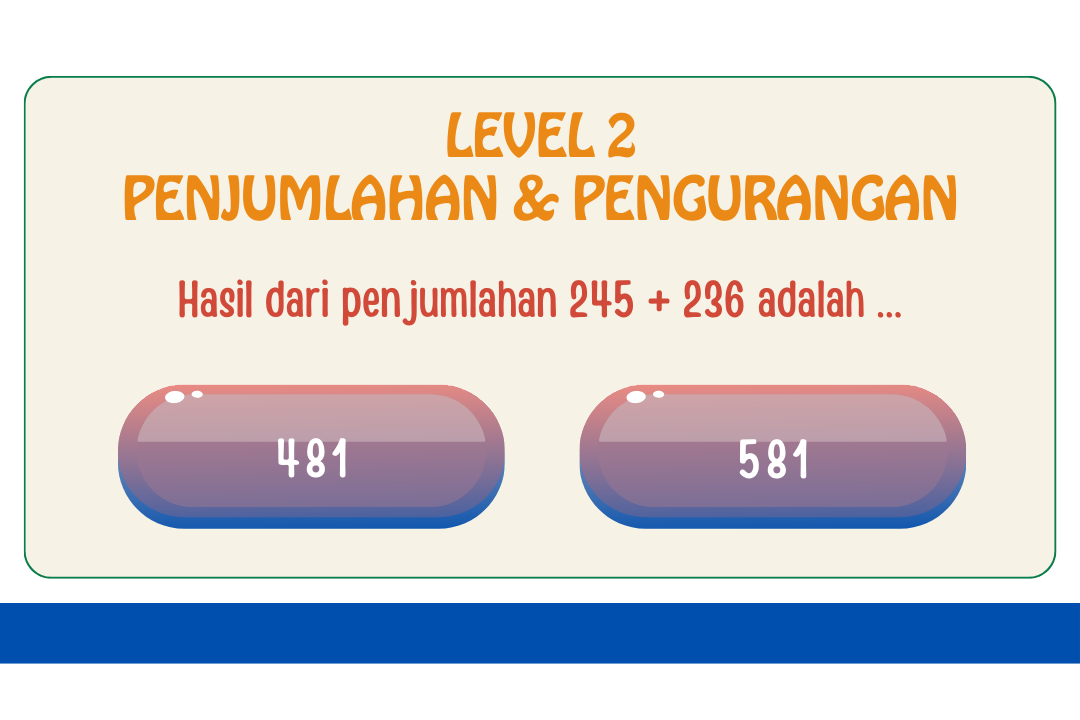 LEVEL 2
PENJUMLAHAN & PENGURANGAN
Hasil dari penjumlahan 245 + 236 adalah ...
481
581